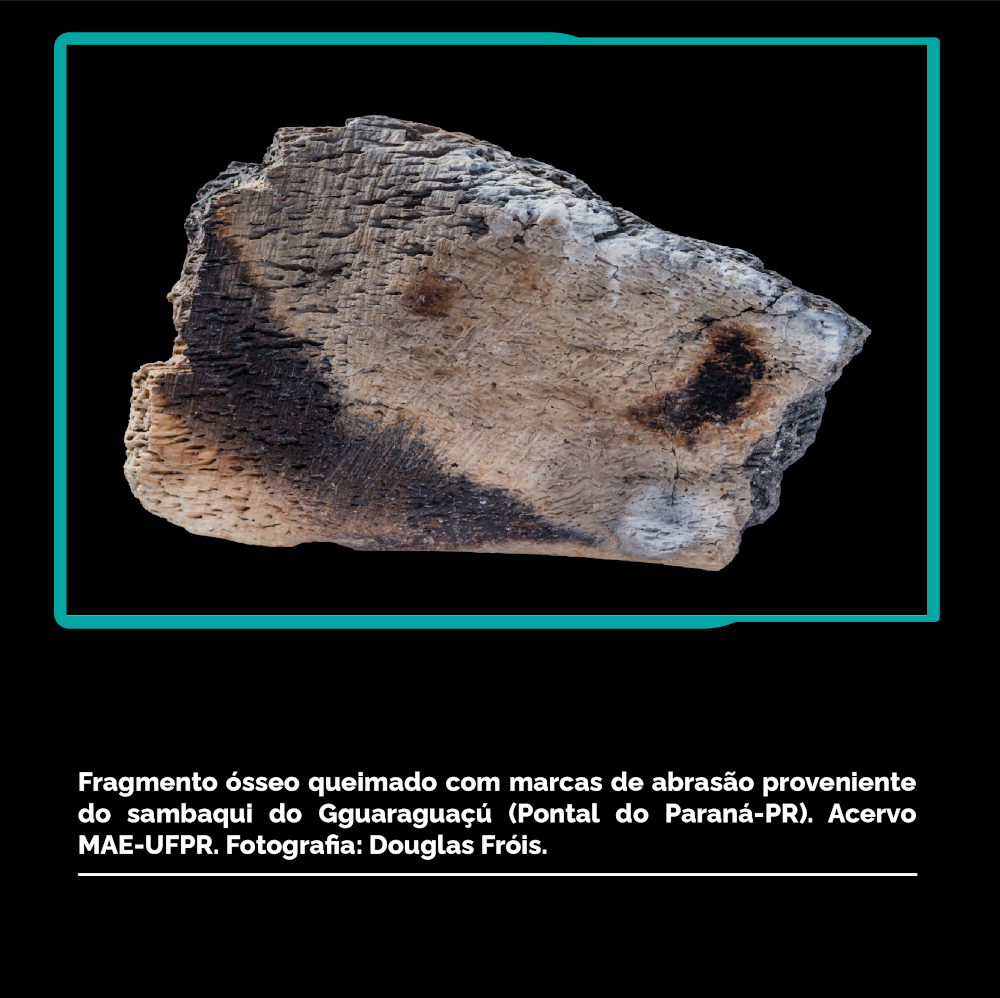 Fragmento ósseo queimado com marcas de abrasão proveniente
do sambaqui do Gguaraguaçú (Pontal do Paraná-PR). Acervo
MAE-UFPR. Fotografia: Douglas Fróis.